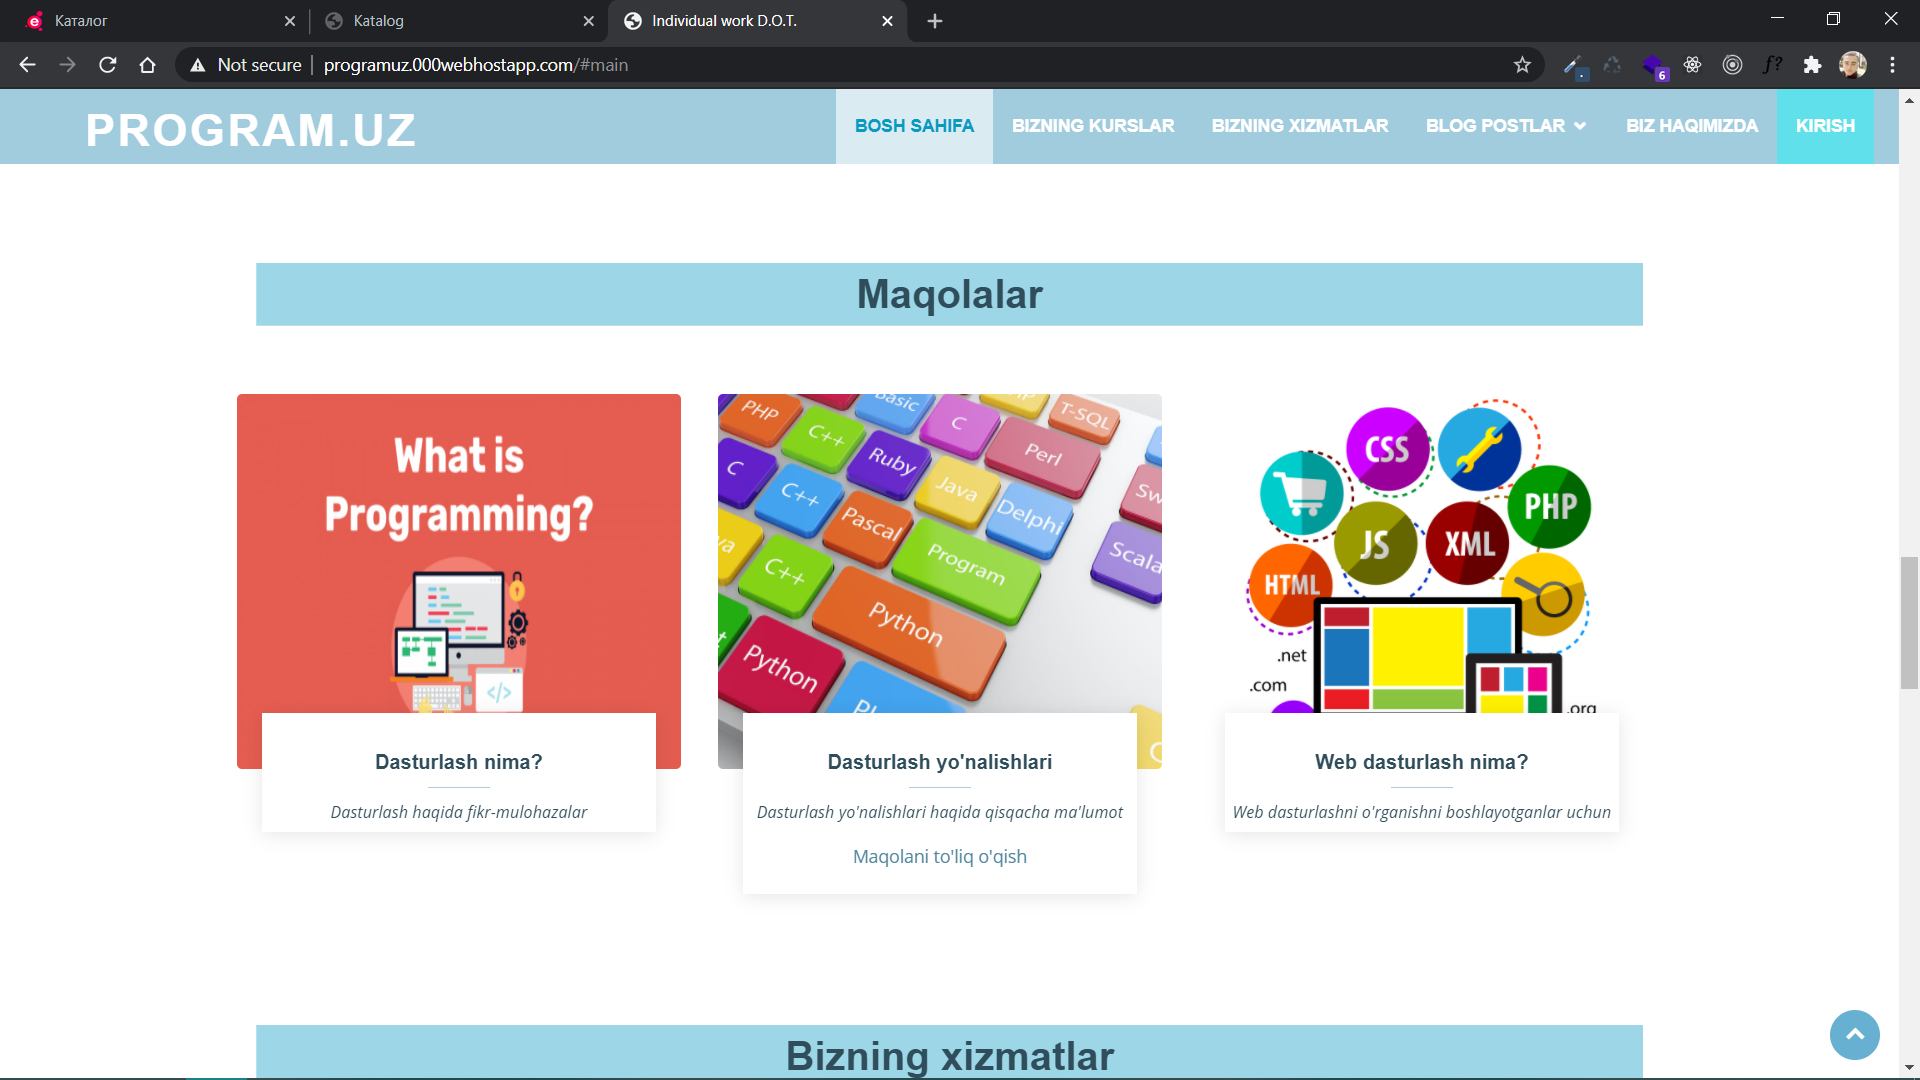 Каталог
Katalog
Individual work D.O.T.
Not secure
programuz.000webhostapp.com/#main
6
f?
PROGRAM.UZ
BOSH SAHIFA
BIZNING KURSLAR
BIZNING XIZMATLAR
BLOG POSTLAR
BIZ HAQIMIZDA
KIRISH
Maqolalar
What is
Programming?
</>
PHP
Basic
C
T-SQL
C++
Perl
C
Ruby
Java
C++
Pascal
Delphi
Scala
C++
Program
Python
Python
CSS
PHP
JS
XML
HTML
.net
.com
.org
Dasturlash nima?
Dasturlash haqida fikr-mulohazalar
Dasturlash yo'nalishlari
Dasturlash yo'nalishlari haqida qisqacha ma'lumot
Maqolani to'liq o'qish
Web dasturlash nima?
Web dasturlashni o'rganishni boshlayotganlar uchun
Bizning xizmatlar